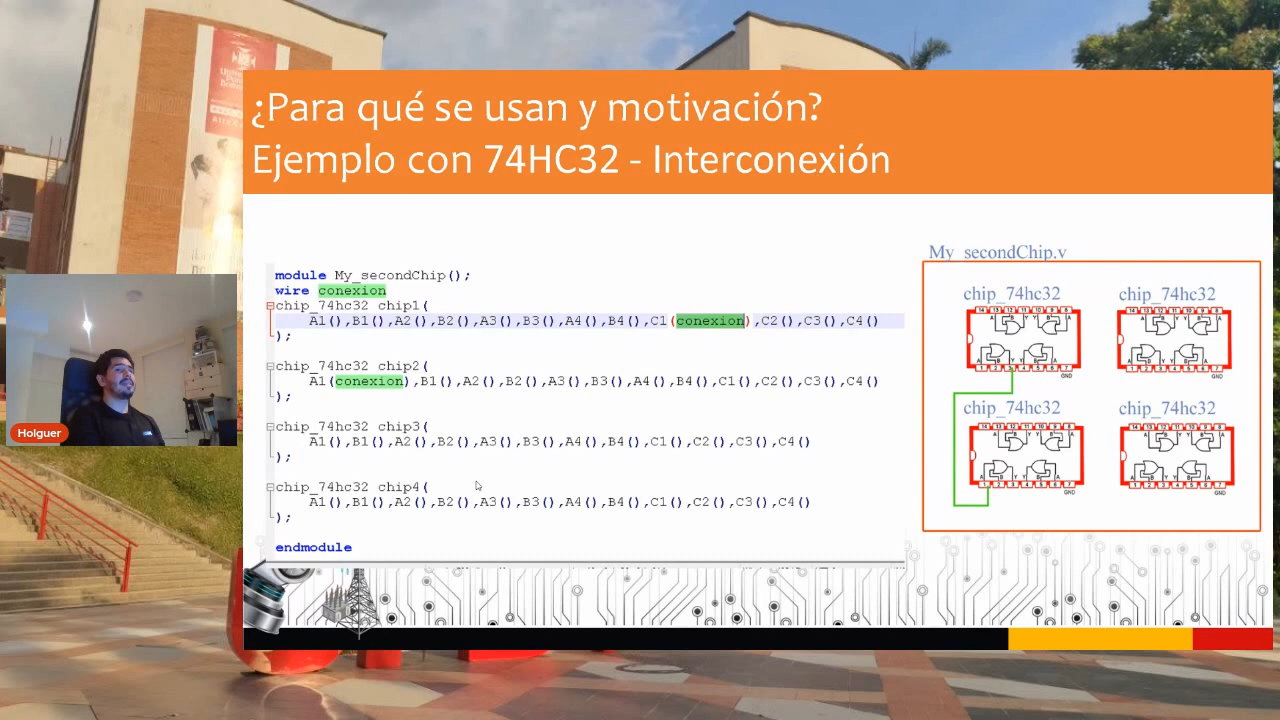 ¿Para qué se usan y motivación?
Ejemplo con 74HC32 - Interconexión
module My_secondChip();
wire conexion
chip_74hc32 chip1(
A1(),B1(),A2(),B2(),A3(),B3(),A4(),B4(),C1(conexion),C2(),C3(),C4()
);
chip_74hc32 chip2(
A1(conexion),B1(),A2(),B2(),A3(),B3(),A4(),B4(),C1(),C2(),C3(),C4()
);
chip_74hc32 chip3(
A1(),B1(),A2(),B2(),A3(),B3(),A4(),B4(),C1(),C2(),C3(),C4()
);
chip_74hc32 chip4(
A1(),B1(),A2(),B2(),A3(),B3(),A4(),B4(),C1(),C2(),C3(),C4()
);
endmodule
My_secondChip.v
chip_74hc32
chip_74hc32
GND
GND
chip_74hc32
chip_74hc32
GND
GND
Holguer